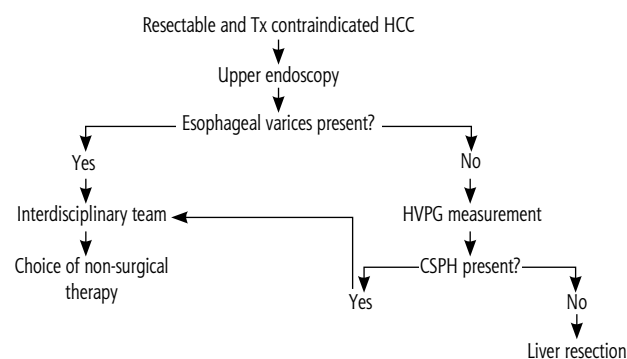 Resectable and Tx contraindicated HCC
Upper endoscopy
Esophageal varices present?
Yes
No
Interdisciplinary team
HVPG measurement
Choice of non-surgical
therapy
CSPH present?
Yes
No
Liver resection